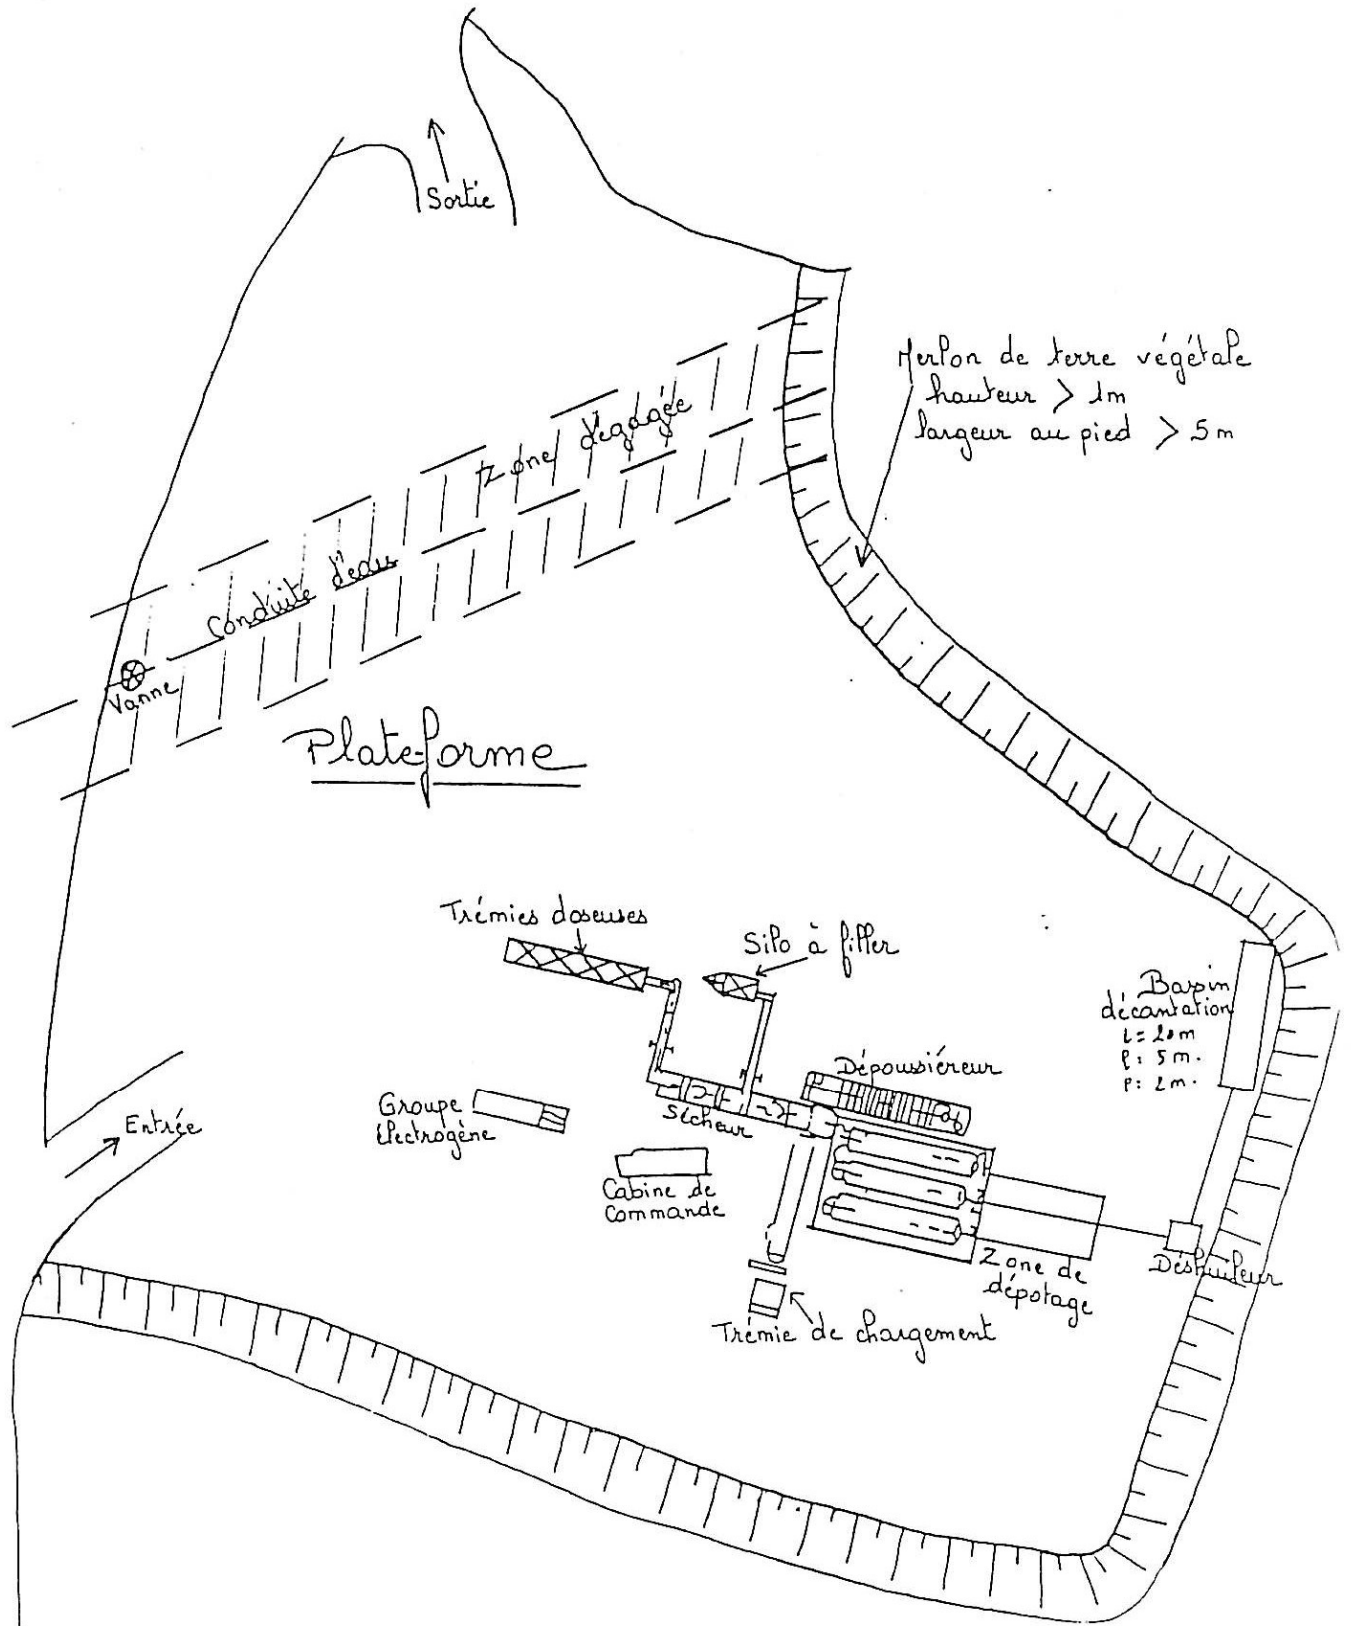 Sortie
Merlon de terre végétale
hauteur > 1m
largeur au pied > 5m
Zone dégagée
Conduite d'eau
Vanne
Plate-forme
Trémies doseuses
Silo à filler
Bassin
décantation
L = 20m
l : 5m.
P : 2m.
Dépoussiéreur
Groupe
électrogène
Sécheur
Entrée
Cabine de
Commande
Zone de
dépotage
Déshuileur
Trémie de chargement